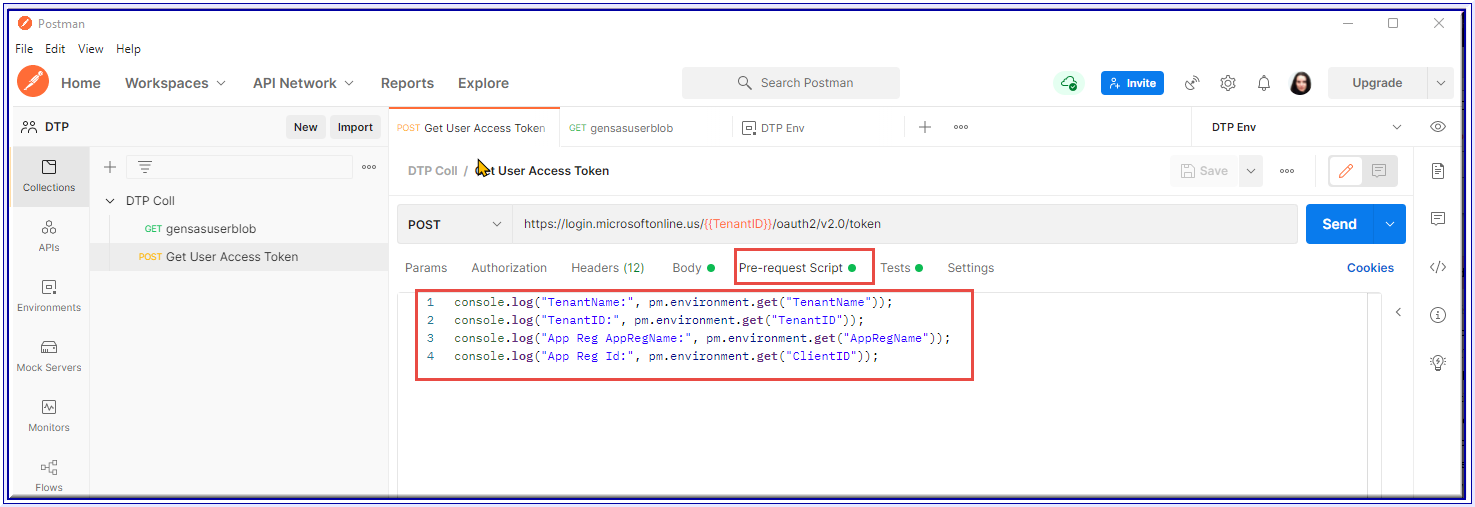 Postman
File Edit View Help
Home Workspaces API Network Reports Explore Search Postman Invite Upgrade
DTP New Import POST Get User Access Token GET gensasuserblob DTP Env DTP Env
Collections
APIs
Environments
Mock Servers
Monitors
Flows
DTP Coll
GET gensasuserblob
POST Get User Access Token
DTP Coll / Get User Access Token Save
POST https://login.microsoftonline.us/{{TenantID}}/oauth2/v2.0/token Send
Params Authorization Headers (12) Body Pre-request Script Tests Settings Cookies
1 console.log("TenantName:", pm.environment.get("TenantName"));
2 console.log("TenantID:", pm.environment.get("TenantID"));
3 console.log("App Reg AppRegName:", pm.environment.get("AppRegName"));
4 console.log("App Reg Id:", pm.environment.get("ClientID"));